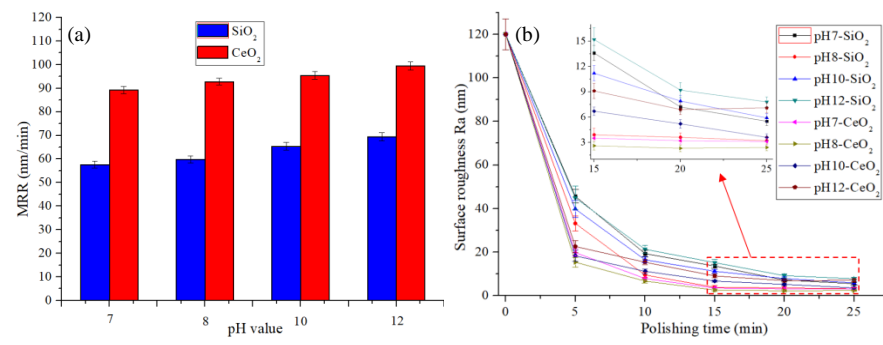 (a)
SiO₂
CeO₂
MRR (nm/min)
120
110
100
90
80
70
60
50
40
30
20
10
0
7
8
10
12
pH value
(b)
Surface roughness Ra (nm)
120
100
80
60
40
20
0
0
5
10
15
20
25
Polishing time (min)
15
12
9
6
3
15
20
25
pH7-SiO₂
pH8-SiO₂
pH10-SiO₂
pH12-SiO₂
pH7-CeO₂
pH8-CeO₂
pH10-CeO₂
pH12-CeO₂